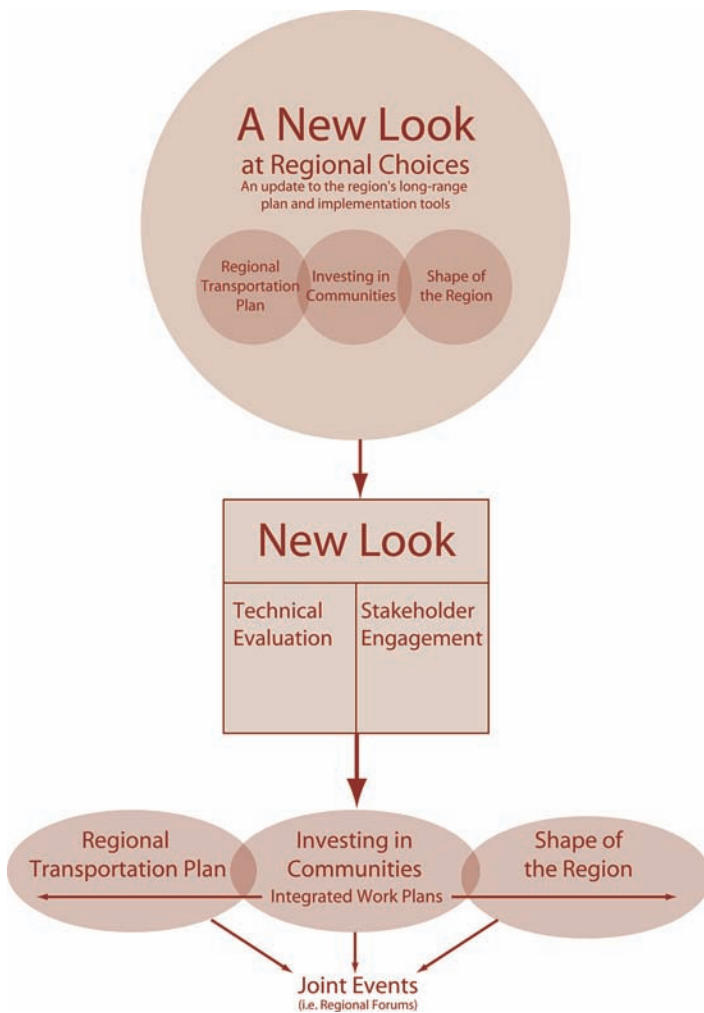 A New Look
at Regional Choices
An update to the region's long-range
plan and implementation tools
Regional
Transportation
Plan
Investing in
Communities
Shape of
the Region
New Look
Technical
Evaluation
Stakeholder
Engagement
Regional
Transportation Plan
Investing in
Communities
Integrated Work Plans
Shape of
the Region
Joint Events
(i.e. Regional Forums)